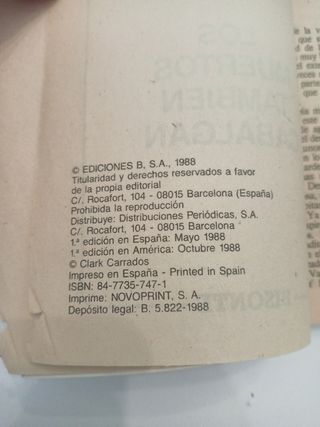 © EDICIONES B, S.A., 1988
Titularidad y derechos reservados a favor
de la propia editorial
C/. Rocafort, 104 - 08015 Barcelona (España)
Prohibida la reproducción
Distribuye: Distribuciones Periódicas, S.A.
C/. Rocafort, 104 - 08015 Barcelona
1.ª edición en España: Mayo 1988
1.ª edición en América: Octubre 1988
© Clark Carrados
Impreso en España - Printed in Spain
ISBN: 84-7735-747-1
Imprime: NOVOPRINT, S. A.
Depósito legal: B. 5.822-1988